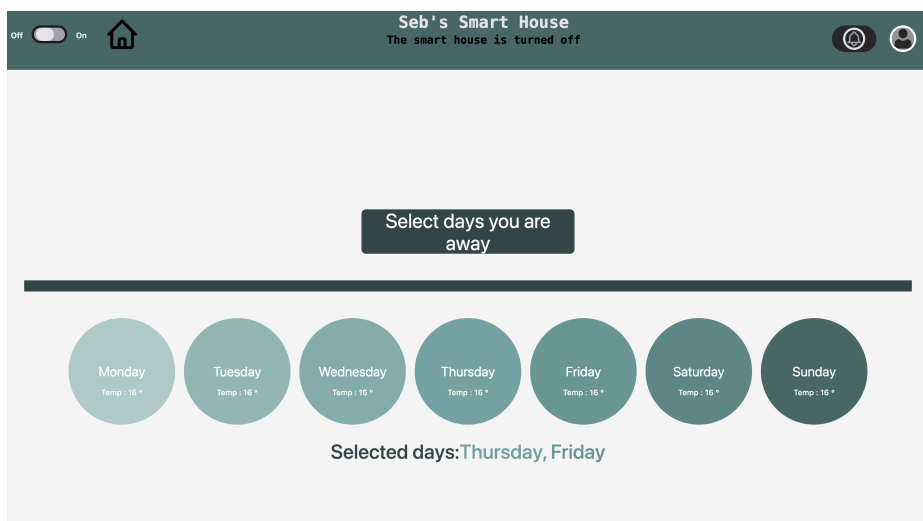 Seb's Smart House
Off
On
The smart house is turned off
Select days you are
away
Monday
Temp : 16 °
Tuesday
Temp : 16 °
Wednesday
Temp : 16 °
Thursday
Temp : 16 °
Friday
Temp : 16 °
Saturday
Temp : 16 °
Sunday
Temp : 16 °
Selected days:Thursday, Friday